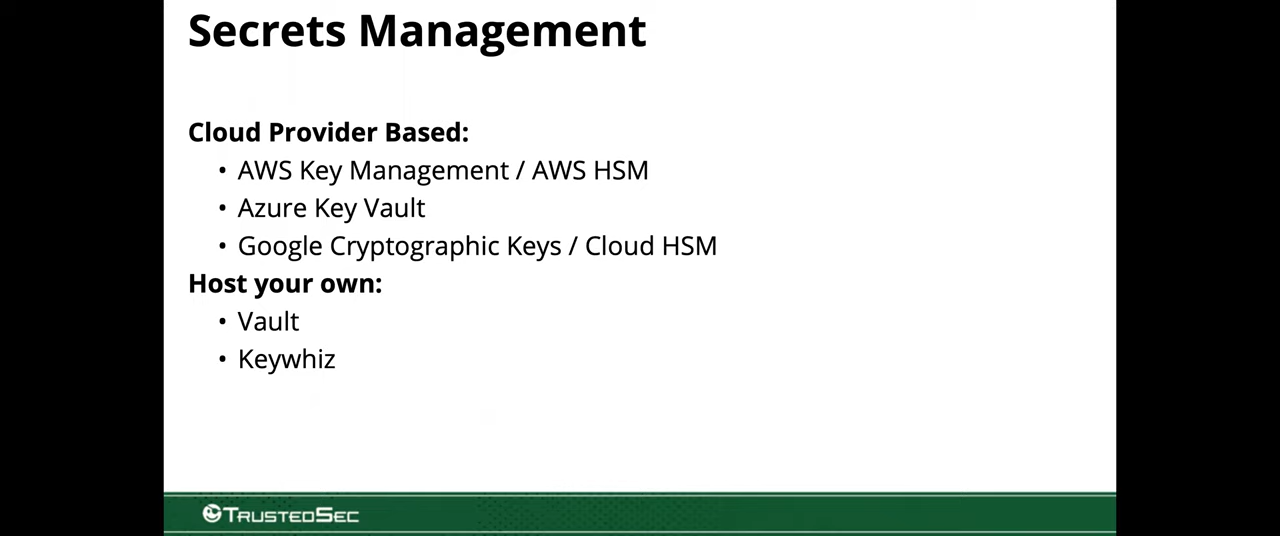 Secrets Management
Cloud Provider Based:
• AWS Key Management / AWS HSM
• Azure Key Vault
• Google Cryptographic Keys / Cloud HSM
Host your own:
• Vault
• Keywhiz
TRUSTEDSEC